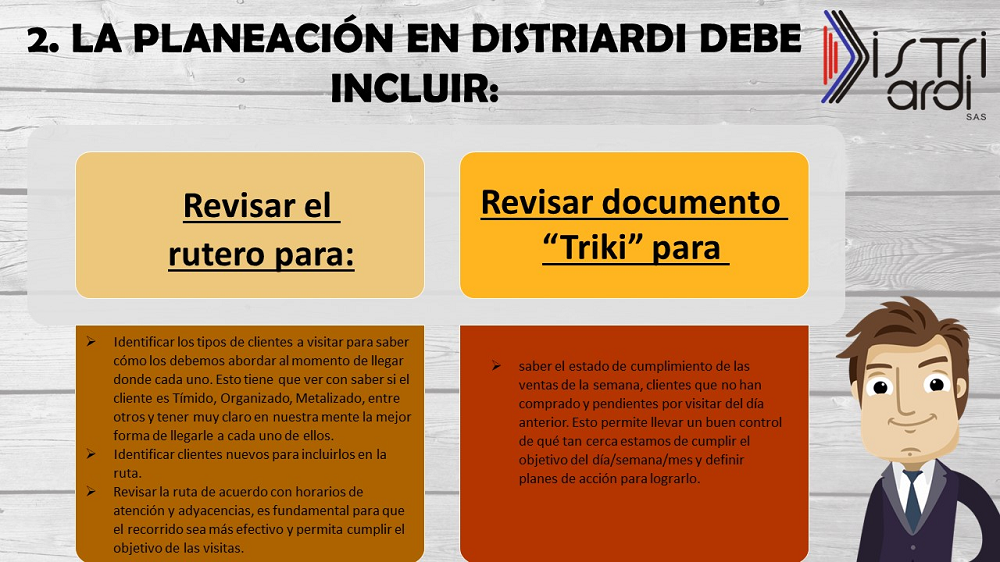 2. LA PLANEACIÓN EN DISTRIARDI DEBE
INCLUIR:
DISTRI
ardi
S.A.S
Revisar el
rutero para:
Revisar documento
“Triki” para
➢ Identificar los tipos de clientes a visitar para saber
cómo los debemos abordar al momento de llegar
donde cada uno. Esto tiene que ver con saber si el
cliente es Tímido, Organizado, Metalizado, entre
otros y tener muy claro en nuestra mente la mejor
forma de llegarle a cada uno de ellos.
➢ Identificar clientes nuevos para incluirlos en la
ruta.
➢ Revisar la ruta de acuerdo con horarios de
atención y adyacencias, es fundamental para que
el recorrido sea más efectivo y permita cumplir el
objetivo de las visitas.
➢ saber el estado de cumplimiento de las
ventas de la semana, clientes que no han
comprado y pendientes por visitar del día
anterior. Esto permite llevar un buen control
de qué tan cerca estamos de cumplir el
objetivo del día/semana/mes y definir
planes de acción para lograrlo.